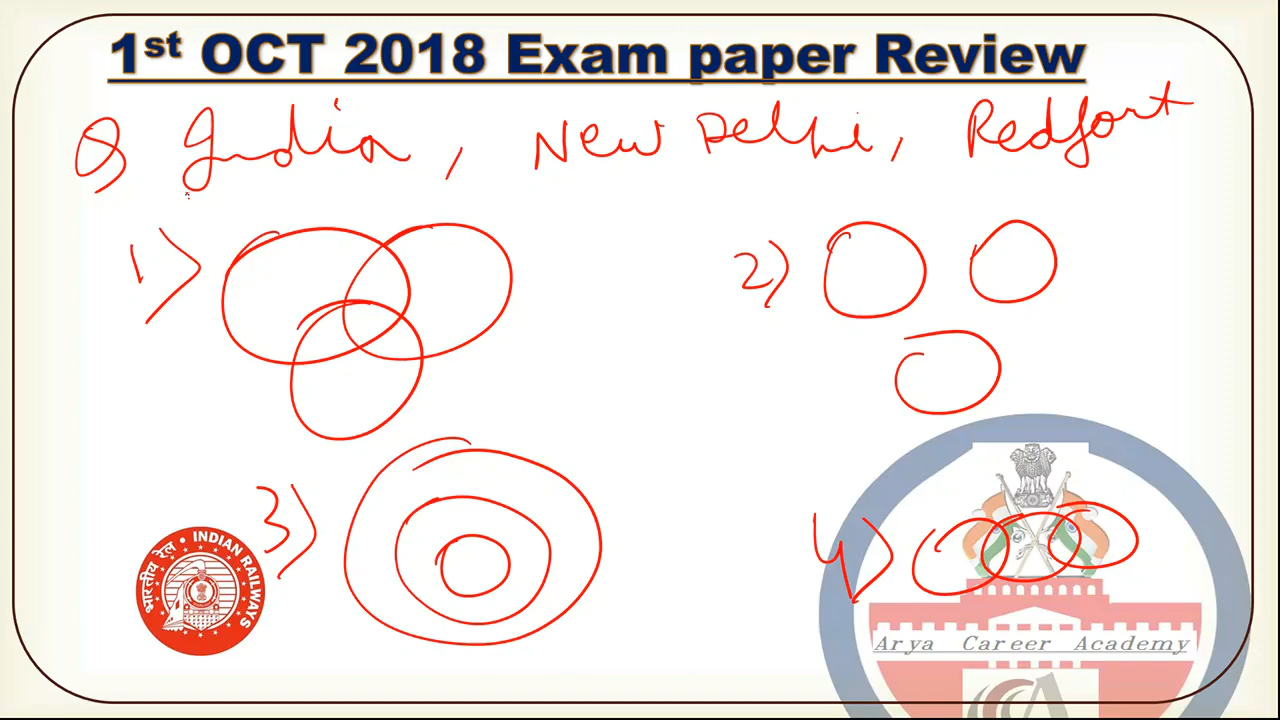 1st OCT 2018 Exam paper Review
Q India, New Delhi, Redfort
1)
2)
3)
4)
भारतीय रेल ★ INDIAN RAILWAYS
Arya Career Academy